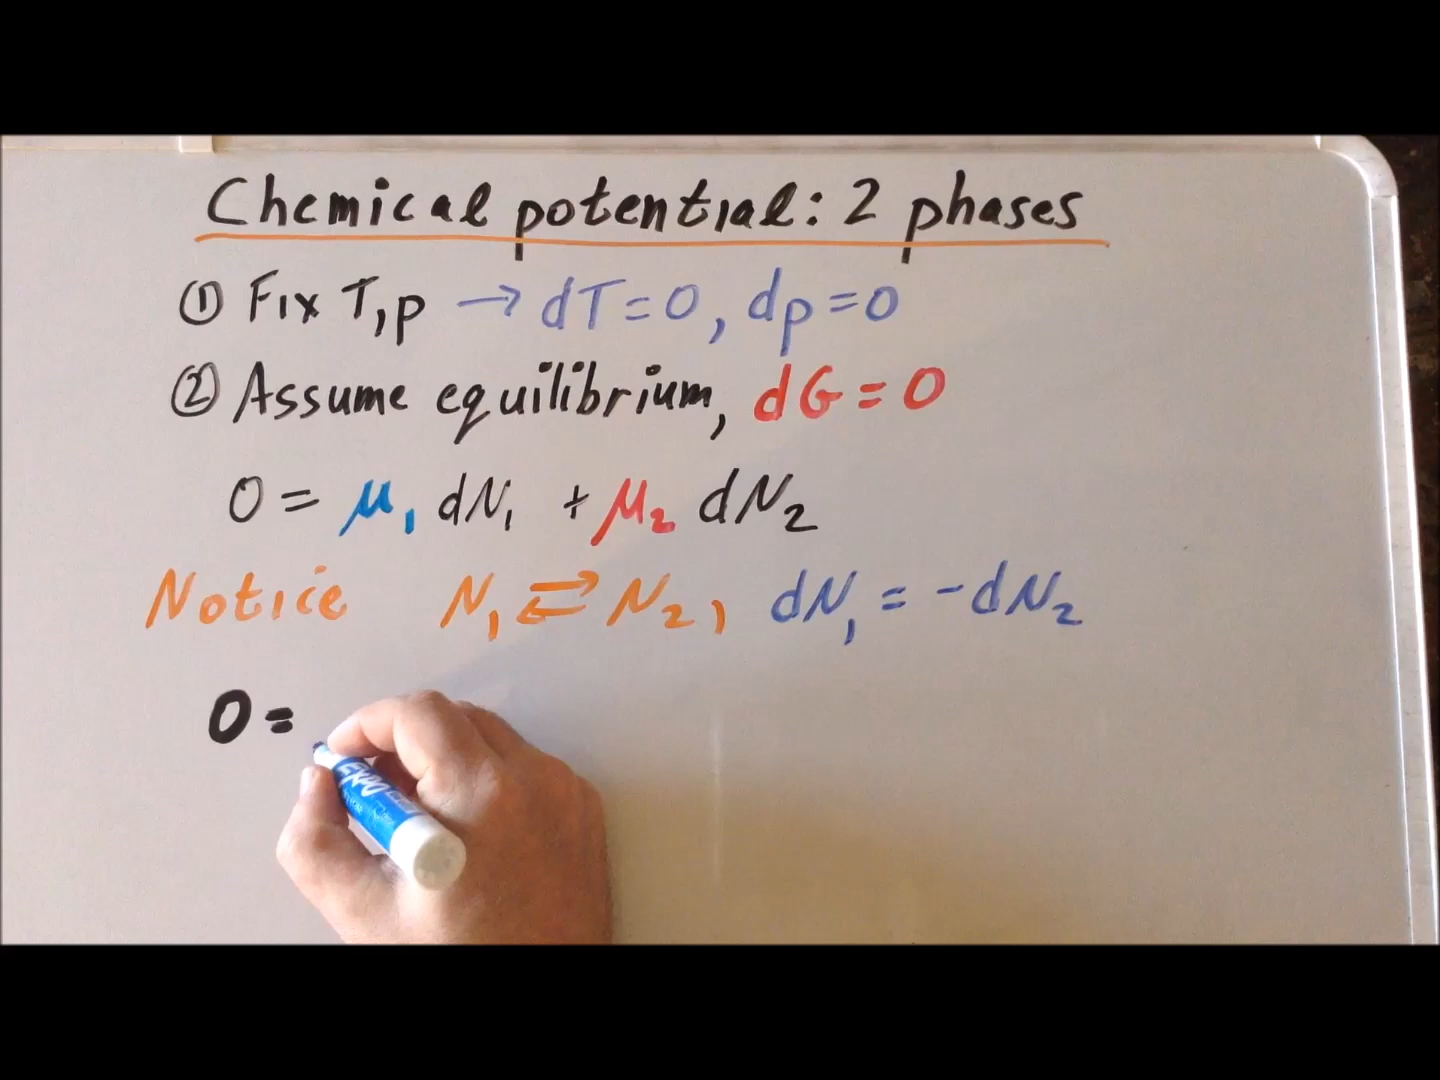 Chemical potential: 2 phases
① Fix T, p → dT = 0, dp = 0
② Assume equilibrium, dG = 0
0 = μ₁ dN₁ + μ₂ dN₂
Notice N₁ ⇄ N₂, dN₁ = -dN₂
0 =
EXPO